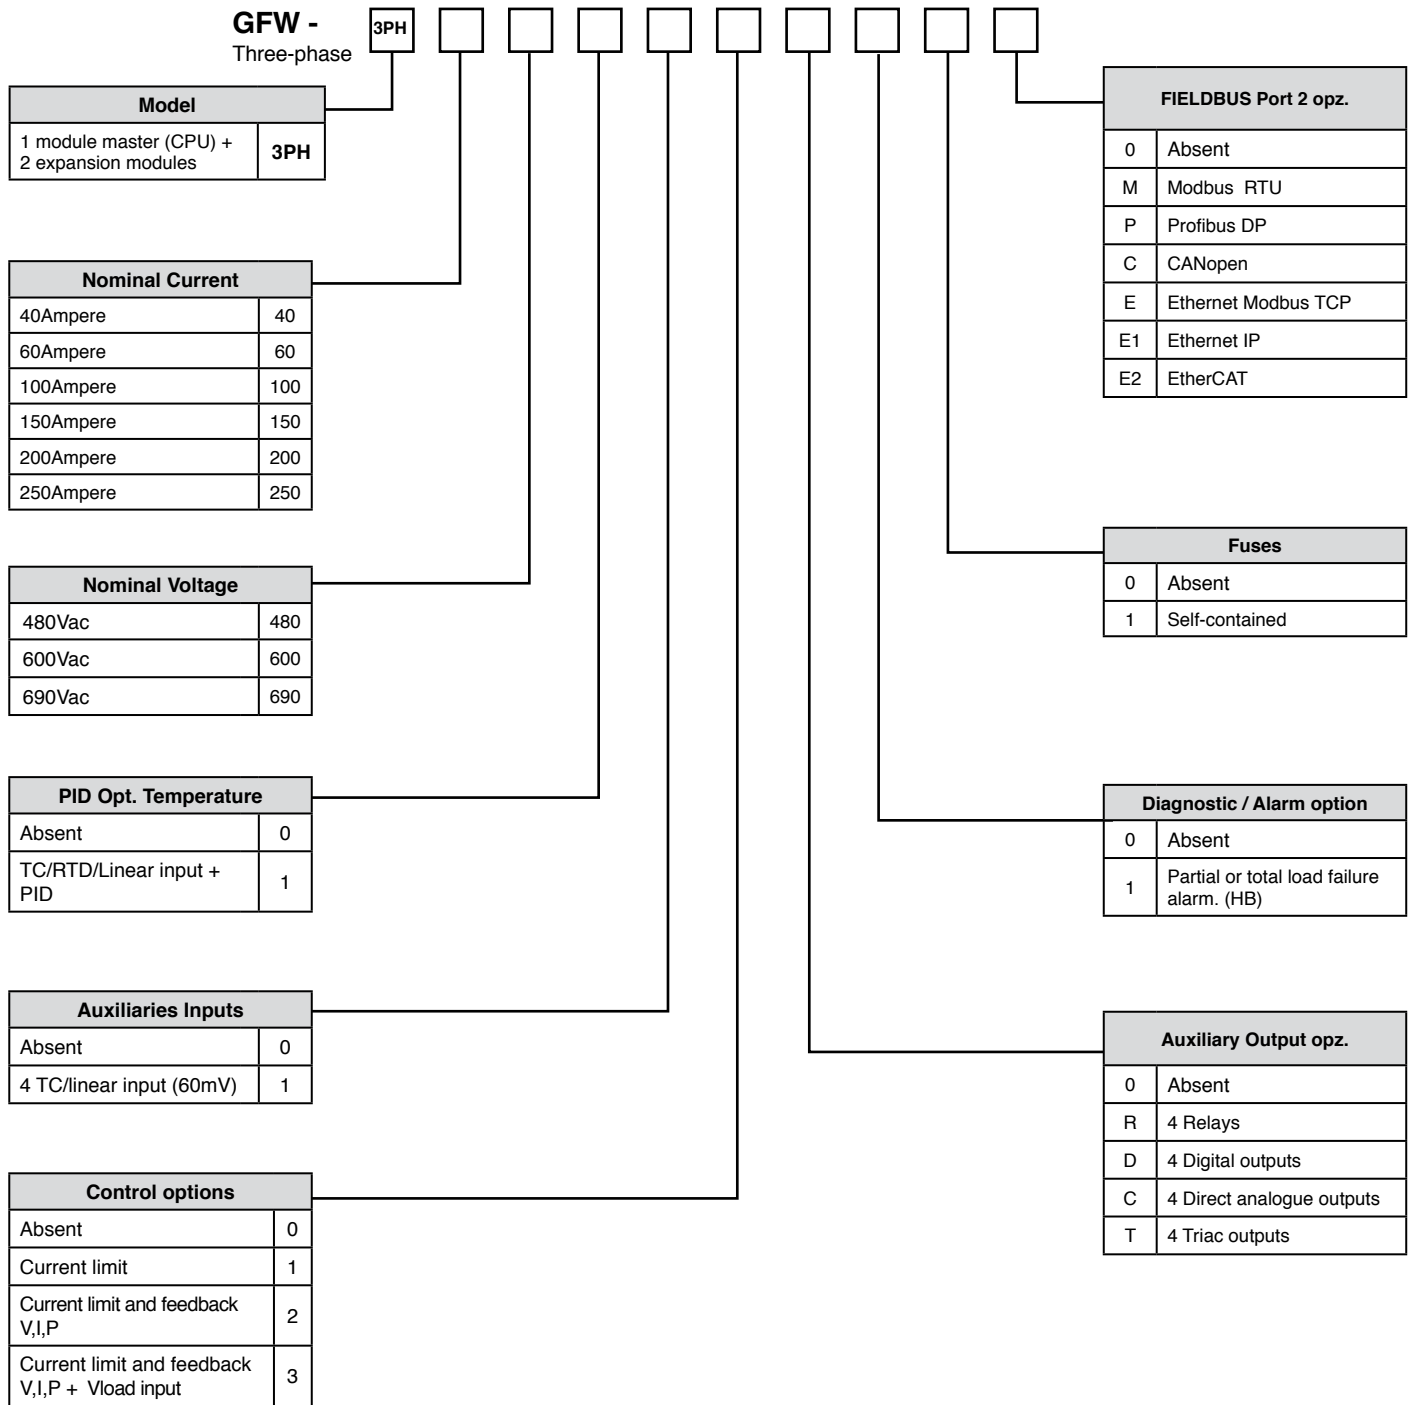 GFW -
Three-phase
3PH
Model
1 module master (CPU) +
2 expansion modules
3PH
Nominal Current
40Ampere 40
60Ampere 60
100Ampere 100
150Ampere 150
200Ampere 200
250Ampere 250
Nominal Voltage
480Vac 480
600Vac 600
690Vac 690
PID Opt. Temperature
Absent 0
TC/RTD/Linear input +
PID
1
Auxiliaries Inputs
Absent 0
4 TC/linear input (60mV) 1
Control options
Absent 0
Current limit 1
Current limit and feedback
V,I,P
2
Current limit and feedback
V,I,P + Vload input
3
FIELDBUS Port 2 opz.
0 Absent
M Modbus RTU
P Profibus DP
C CANopen
E Ethernet Modbus TCP
E1 Ethernet IP
E2 EtherCAT
Fuses
0 Absent
1 Self-contained
Diagnostic / Alarm option
0 Absent
1
Partial or total load failure
alarm. (HB)
Auxiliary Output opz.
0 Absent
R 4 Relays
D 4 Digital outputs
C 4 Direct analogue outputs
T 4 Triac outputs